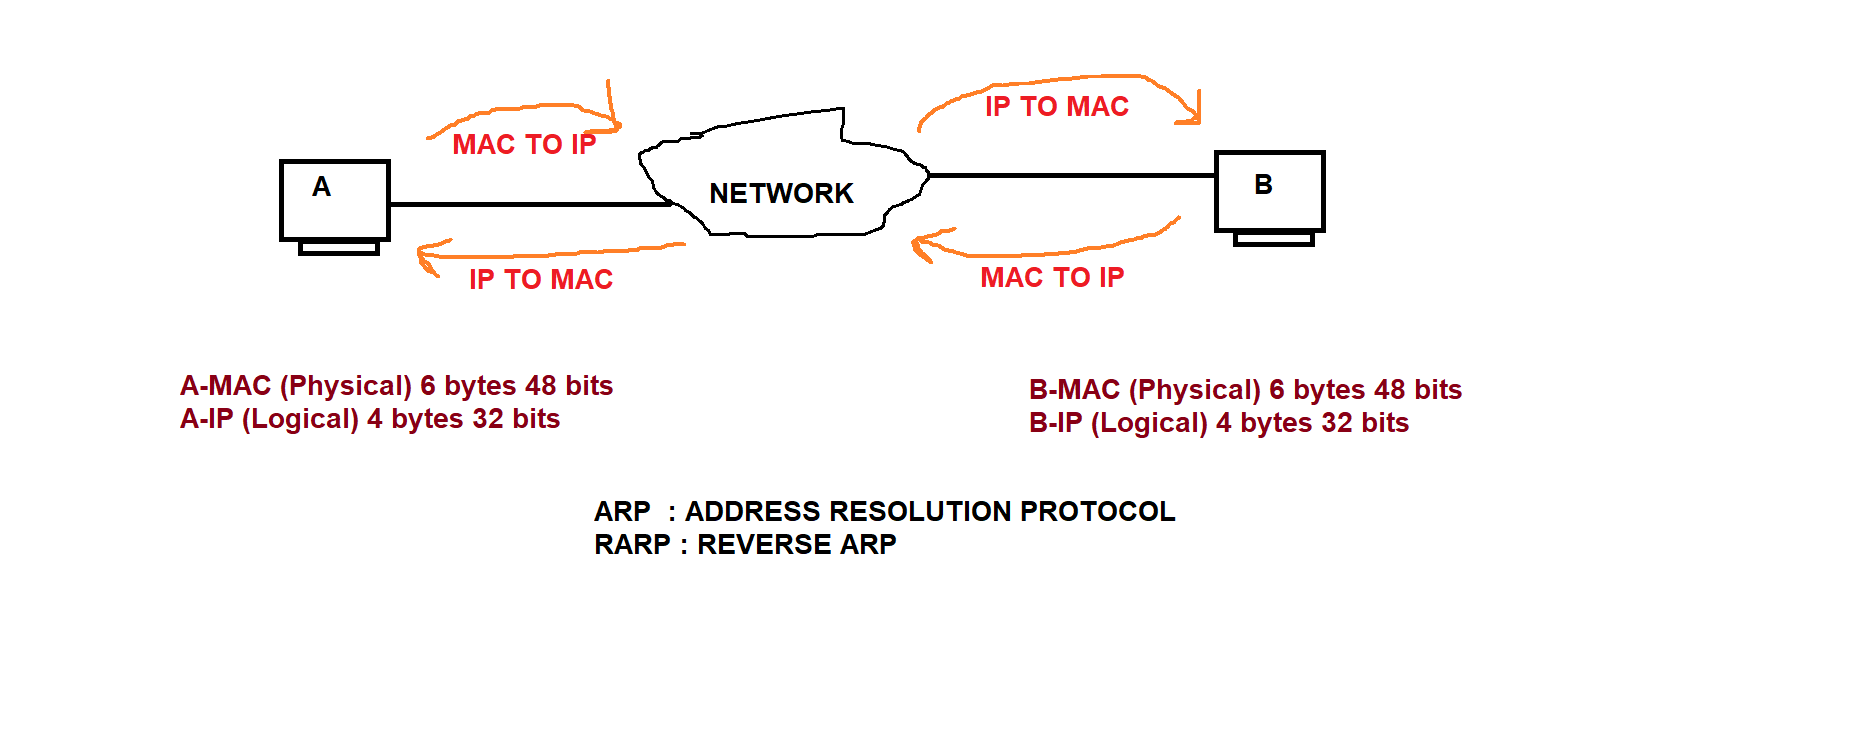 IP TO MAC
MAC TO IP
A
NETWORK
B
IP TO MAC
MAC TO IP
A-MAC (Physical) 6 bytes 48 bits
A-IP (Logical) 4 bytes 32 bits
B-MAC (Physical) 6 bytes 48 bits
B-IP (Logical) 4 bytes 32 bits
ARP : ADDRESS RESOLUTION PROTOCOL
RARP : REVERSE ARP